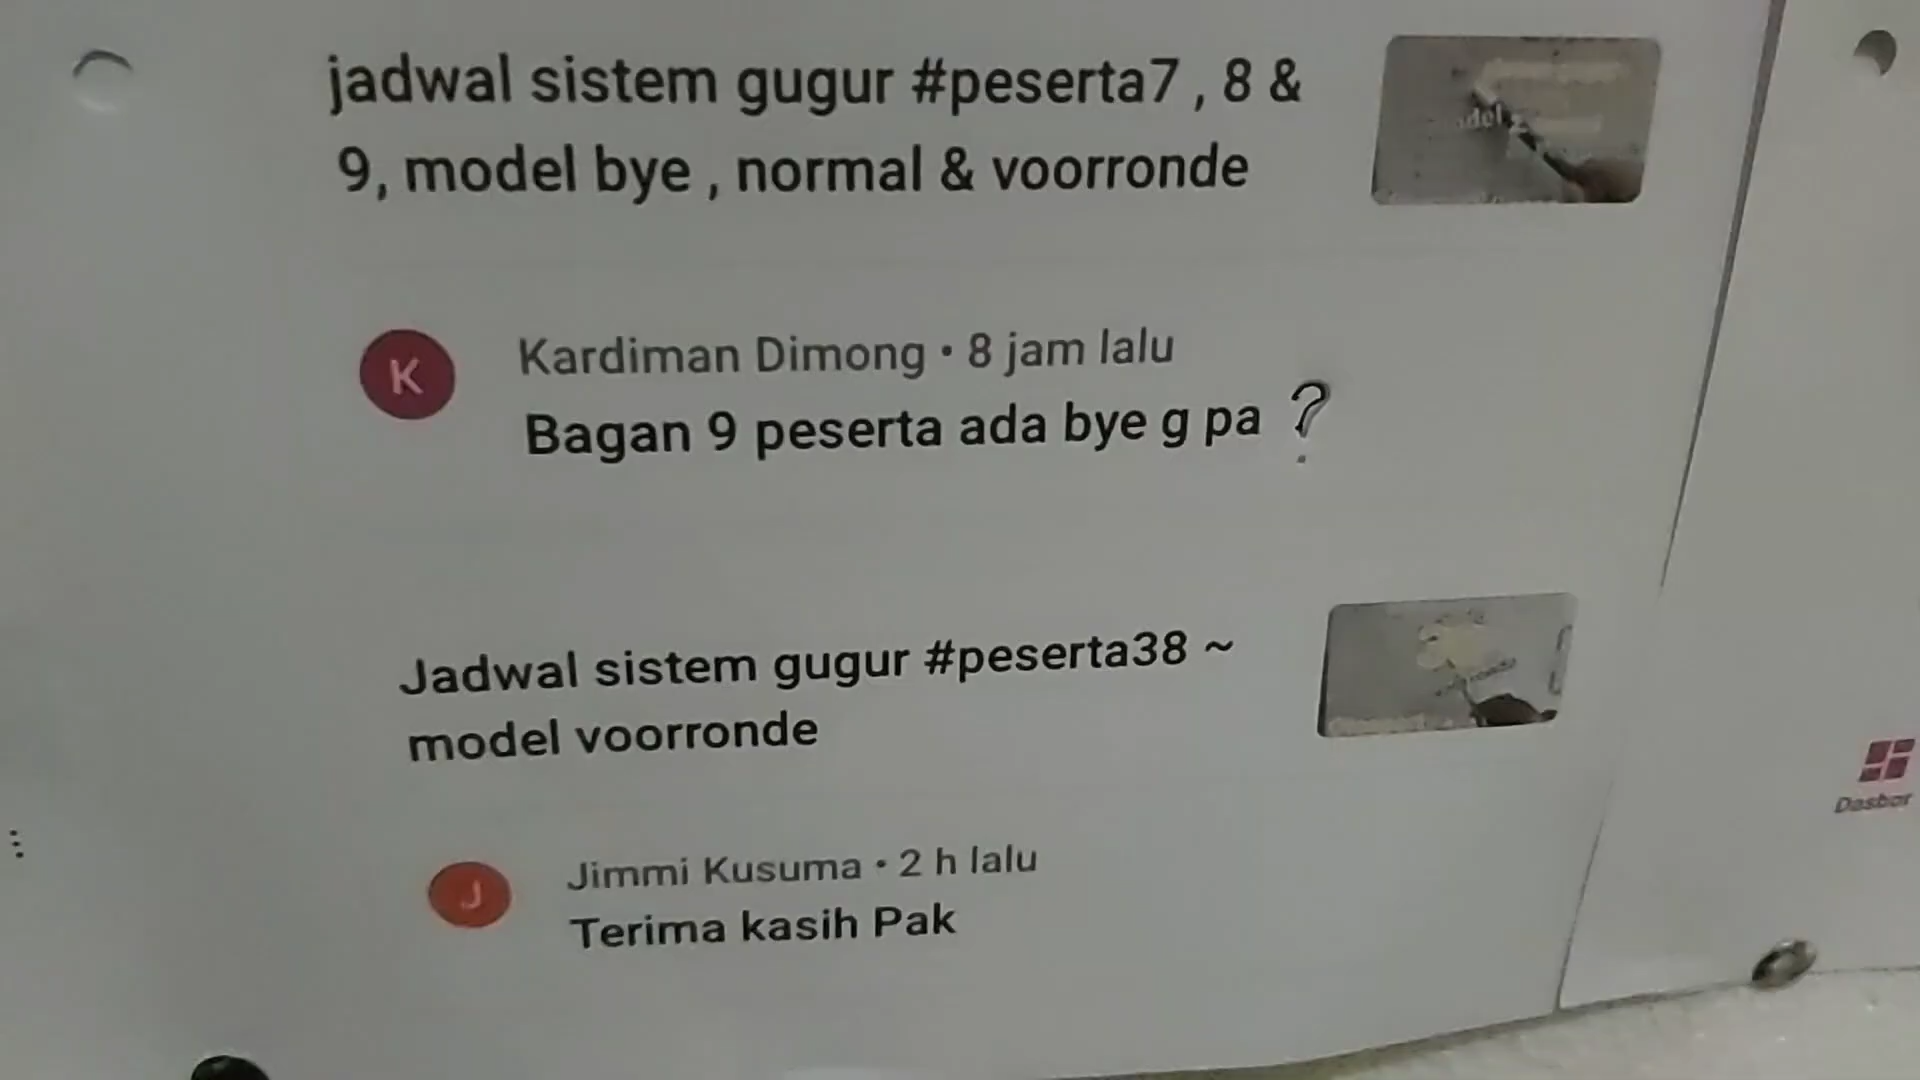 jadwal sistem gugur #peserta7 , 8 &
9, model bye , normal & voorronde
K
Kardiman Dimong • 8 jam lalu
Bagan 9 peserta ada bye g pa ?
Jadwal sistem gugur #peserta38 ~
model voorronde
J
Jimmi Kusuma • 2 h lalu
Terima kasih Pak
Dasbor